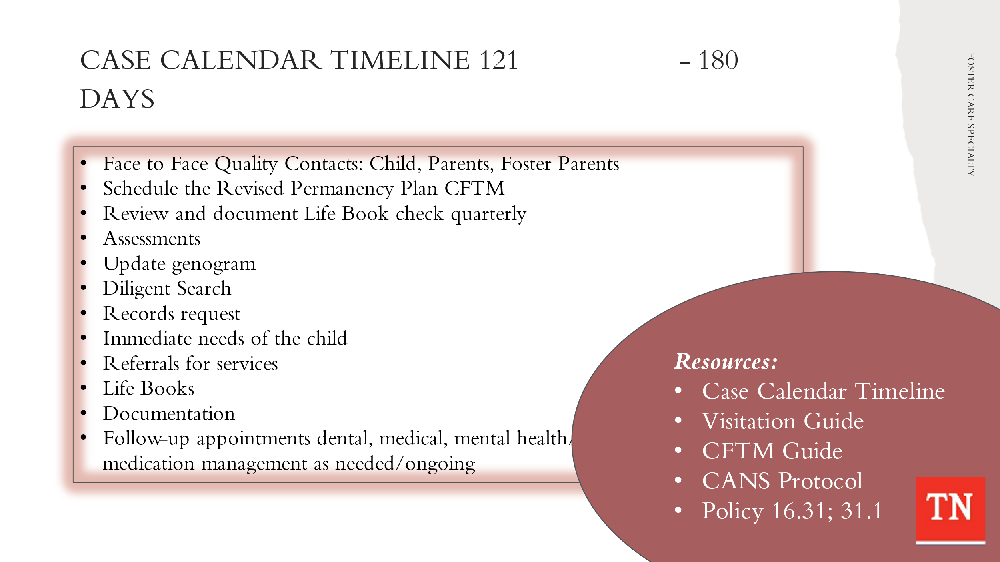 CASE CALENDAR TIMELINE 121 – 180
DAYS
FOSTER CARE SPECIALTY
• Face to Face Quality Contacts: Child, Parents, Foster Parents
• Schedule the Revised Permanency Plan CFTM
• Review and document Life Book check quarterly
• Assessments
• Update genogram
• Diligent Search
• Records request
• Immediate needs of the child
• Referrals for services
• Life Books
• Documentation
• Follow-up appointments dental, medical, mental health/
medication management as needed/ongoing
Resources:
• Case Calendar Timeline
• Visitation Guide
• CFTM Guide
• CANS Protocol
• Policy 16.31; 31.1
TN